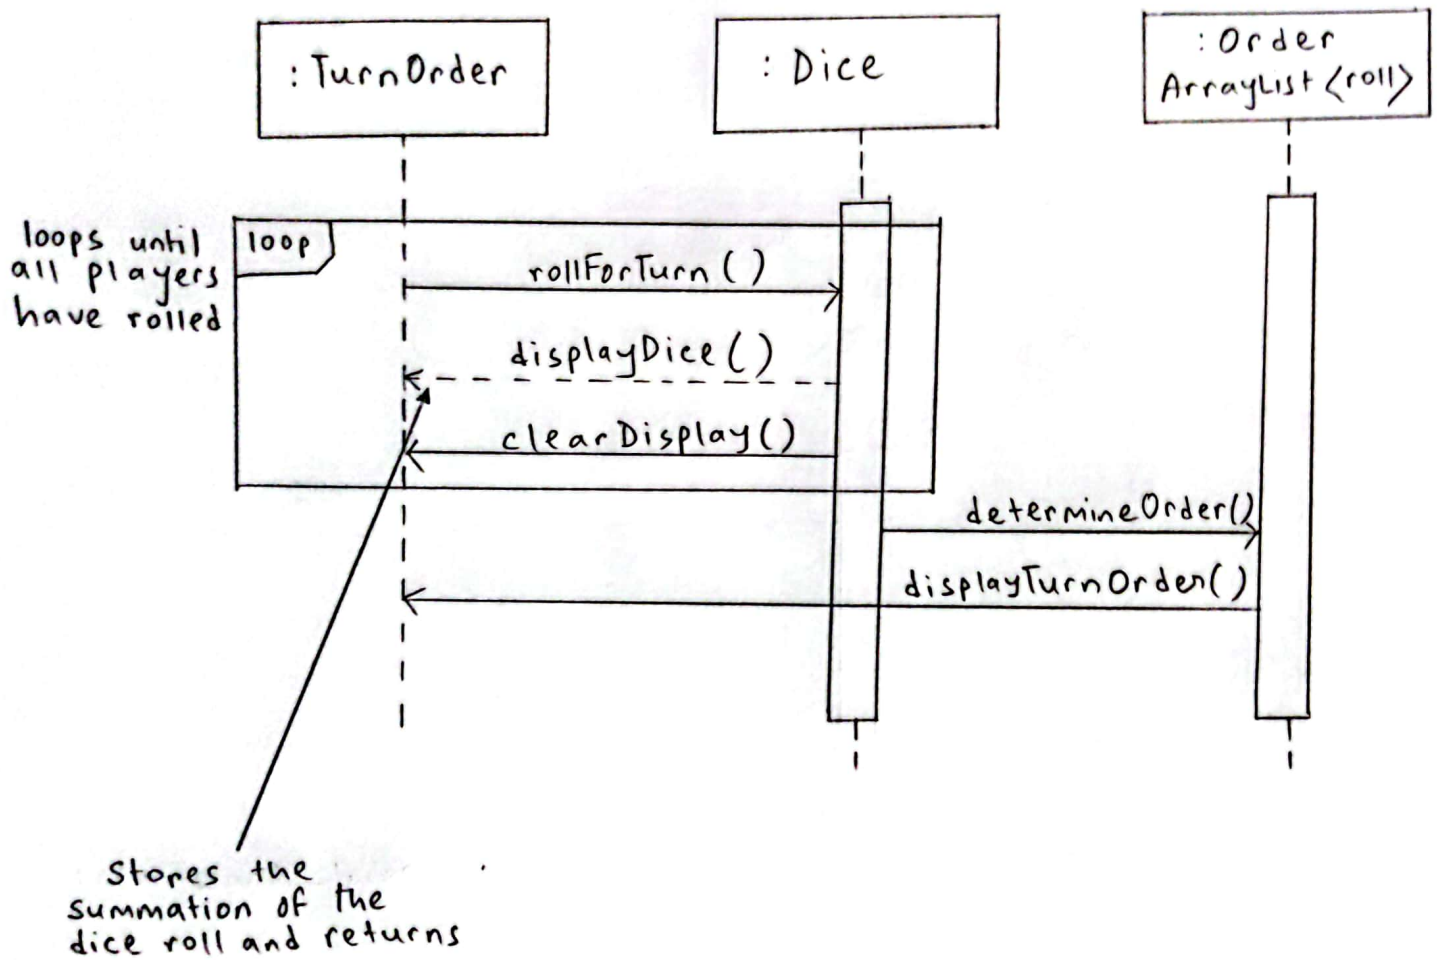 : TurnOrder
: Dice
: Order
ArrayList <roll>
loops until
all players
have rolled
loop
rollForTurn ( )
displayDice ( )
clearDisplay ( )
determineOrder()
displayTurnOrder( )
Stores the
summation of the
dice roll and returns